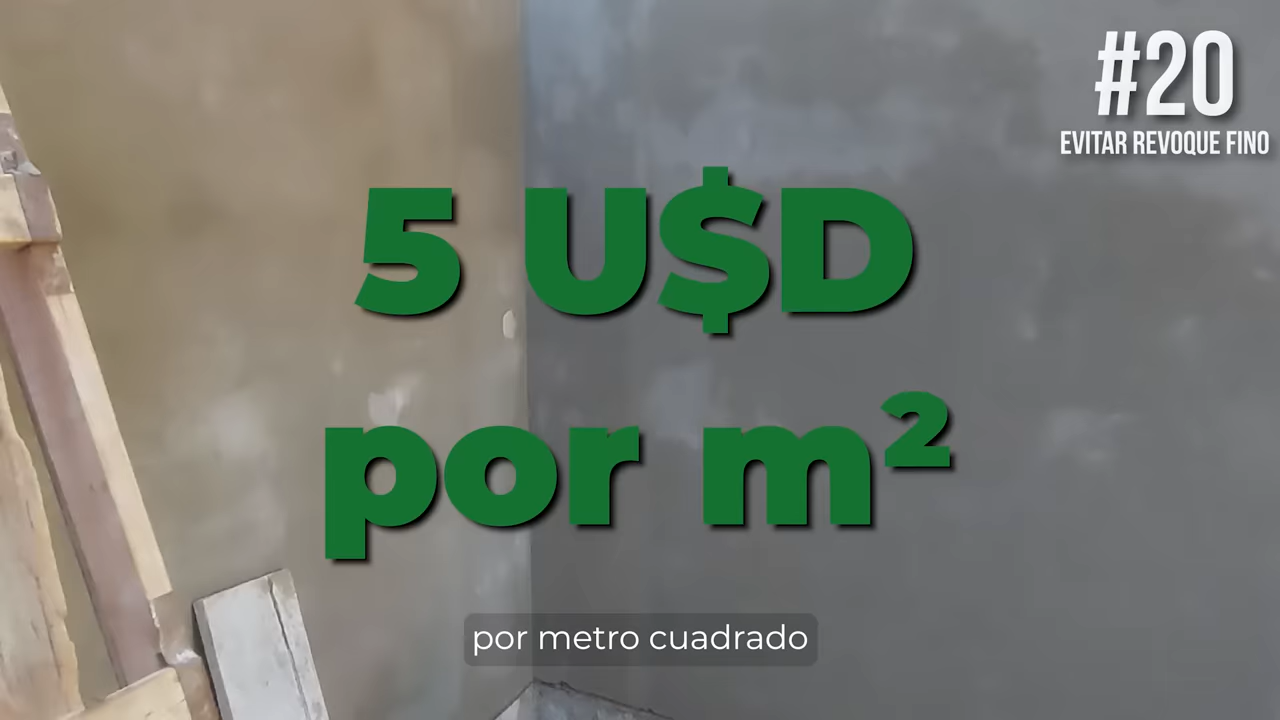 #20
EVITAR REVOQUE FINO
5 U$D
por m²
por metro cuadrado